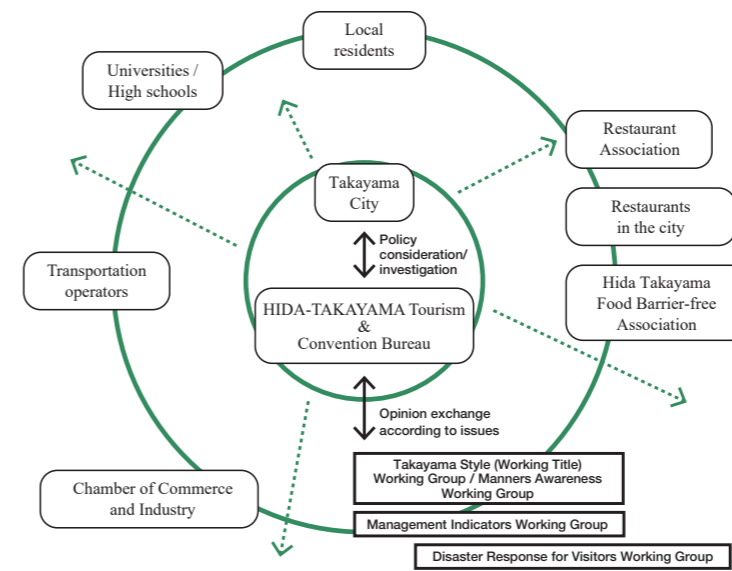 Local
residents
Universities /
High schools
Restaurant
Association
Takayama
City
Restaurants
in the city
Policy
consideration/
investigation
Transportation
operators
HIDA-TAKAYAMA Tourism
&
Convention Bureau
Hida Takayama
Food Barrier-free
Association
Opinion exchange
according to issues
Takayama Style (Working Title)
Working Group / Manners Awareness
Working Group
Chamber of Commerce
and Industry
Management Indicators Working Group
Disaster Response for Visitors Working Group